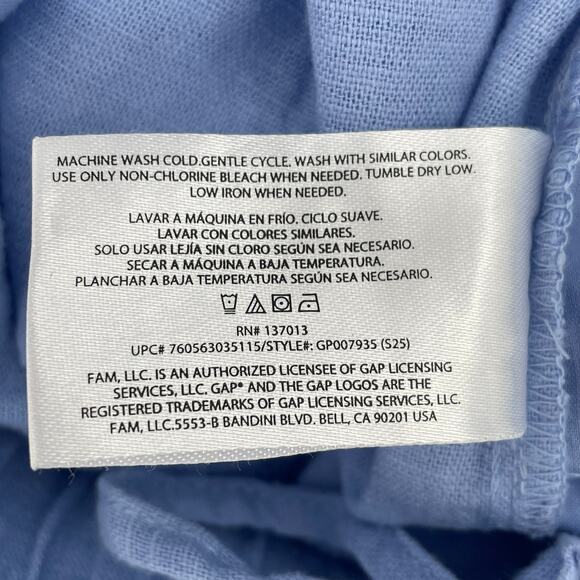 MACHINE WASH COLD.GENTLE CYCLE. WASH WITH SIMILAR COLORS.
USE ONLY NON-CHLORINE BLEACH WHEN NEEDED. TUMBLE DRY LOW.
LOW IRON WHEN NEEDED.
LAVAR A MÁQUINA EN FRÍO. CICLO SUAVE.
LAVAR CON COLORES SIMILARES.
SOLO USAR LEJÍA SIN CLORO SEGÚN SEA NECESARIO.
SECAR A MÁQUINA A BAJA TEMPERATURA.
PLANCHAR A BAJA TEMPERATURA SEGÚN SEA NECESARIO.
RN# 137013
UPC# 760563035115/STYLE#: GP007935 (S25)
FAM, LLC. IS AN AUTHORIZED LICENSEE OF GAP LICENSING
SERVICES, LLC. GAP® AND THE GAP LOGOS ARE THE
REGISTERED TRADEMARKS OF GAP LICENSING SERVICES, LLC.
FAM, LLC.5553-B BANDINI BLVD. BELL, CA 90201 USA